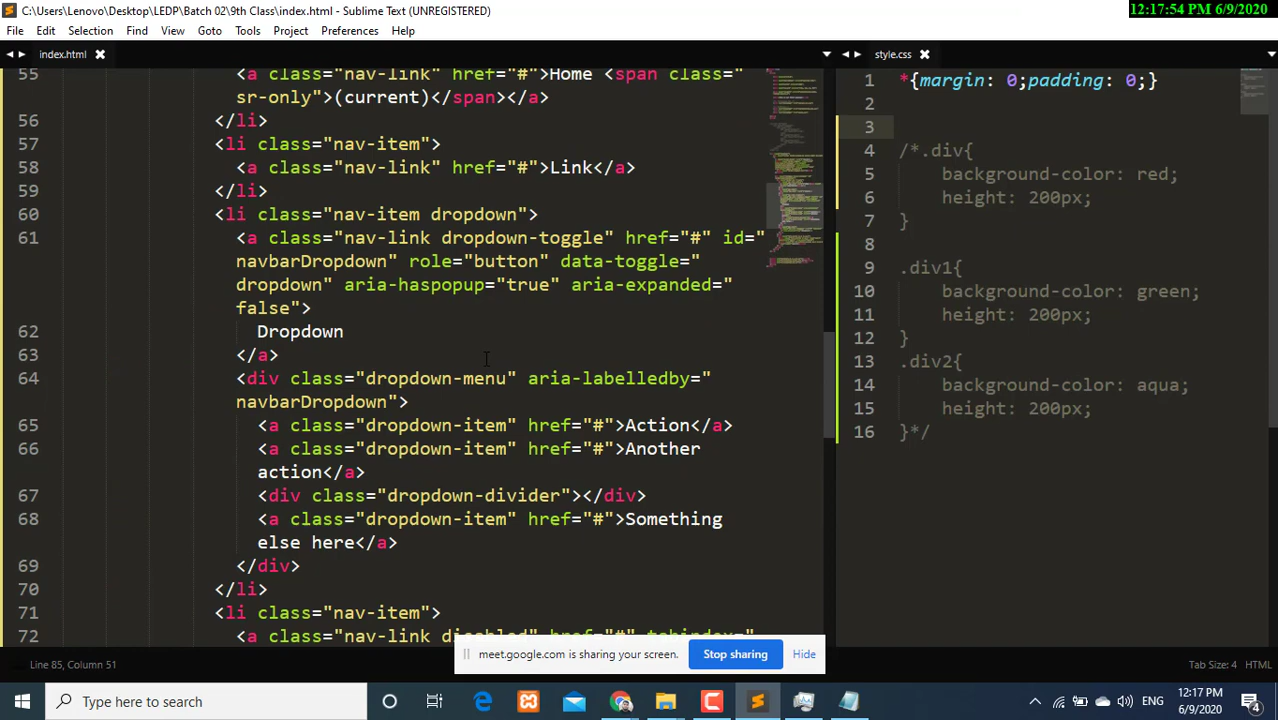 C:\Users\Lenovo\Desktop\LEDP\Batch 02\9th Class\index.html - Sublime Text (UNREGISTERED)
12:17:54 PM 6/9/2020
File Edit Selection Find View Goto Tools Project Preferences Help
index.html
style.css
55 <a class="nav-link" href="#">Home <span class="
sr-only">(current)</span></a>
56 </li>
57 <li class="nav-item">
58 <a class="nav-link" href="#">Link</a>
59 </li>
60 <li class="nav-item dropdown">
61 <a class="nav-link dropdown-toggle" href="#" id="
navbarDropdown" role="button" data-toggle="
dropdown" aria-haspopup="true" aria-expanded="
false">
62 Dropdown
63 </a>
64 <div class="dropdown-menu" aria-labelledby="
navbarDropdown">
65 <a class="dropdown-item" href="#">Action</a>
66 <a class="dropdown-item" href="#">Another
action</a>
67 <div class="dropdown-divider"></div>
68 <a class="dropdown-item" href="#">Something
else here</a>
69 </div>
70 </li>
71 <li class="nav-item">
72 <a class="nav-link disabled" href="#" tabindex="
1 *{margin: 0;padding: 0;}
2
3
4 /*.div{
5 background-color: red;
6 height: 200px;
7 }
8
9 .div1{
10 background-color: green;
11 height: 200px;
12 }
13 .div2{
14 background-color: aqua;
15 height: 200px;
16 }*/
meet.google.com is sharing your screen. Stop sharing Hide
Line 85, Column 51
Tab Size: 4 HTML
Type here to search
ENG
12:17 PM
6/9/2020
4